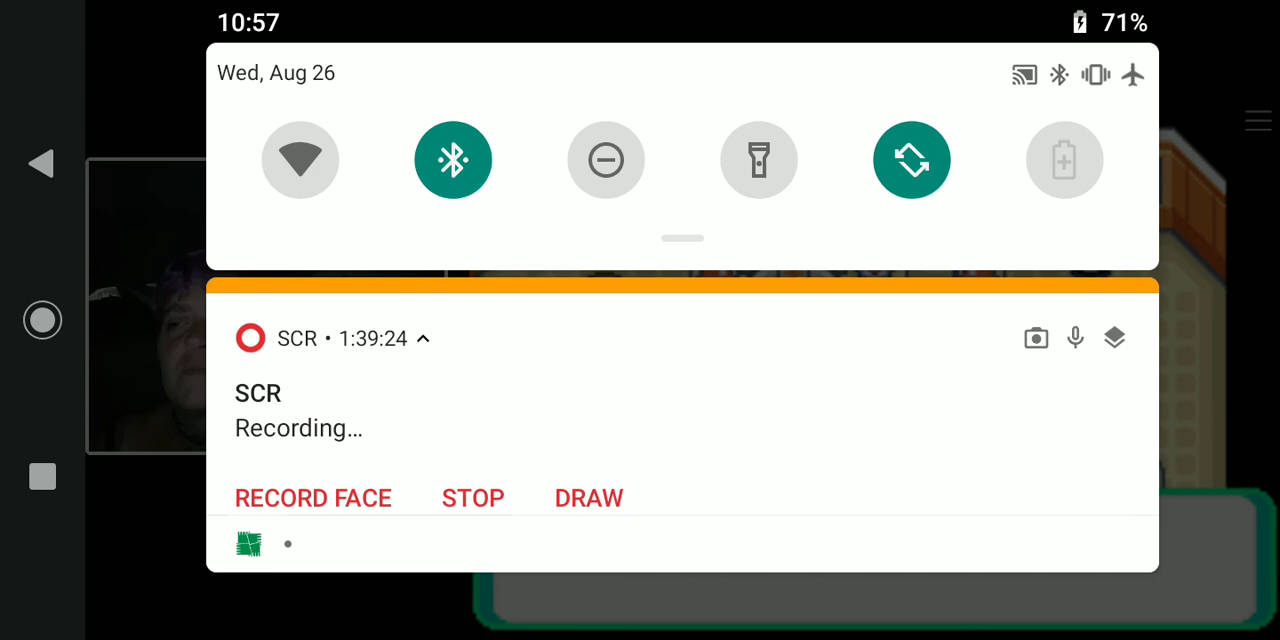 10:57
71%
Wed, Aug 26
SCR • 1:39:24
SCR
Recording...
RECORD FACE STOP DRAW